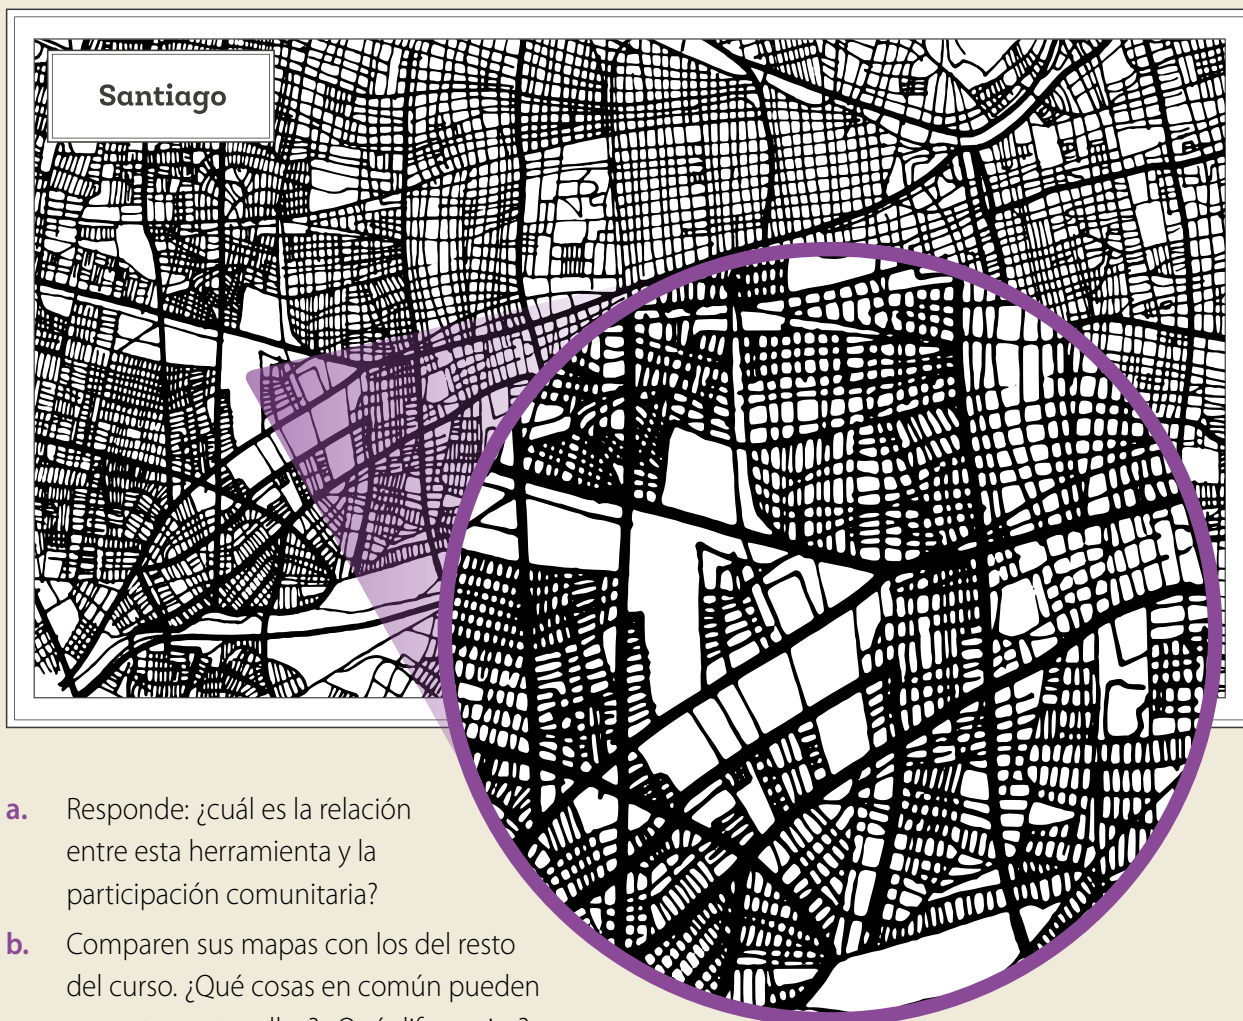 Santiago
a. Responde: ¿cuál es la relación
entre esta herramienta y la
participación comunitaria?
b. Comparen sus mapas con los del resto
del curso. ¿Qué cosas en común pueden